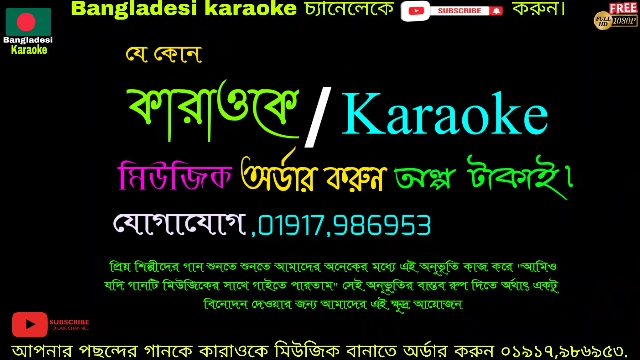 Bangladesi karaoke চ্যানেলেকে SUBSCRIBE করুন।
FREE
FULL HD 1080P
Bangladesi
Karaoke
যে কোন
কারাওকে / Karaoke
মিউজিক অর্ডার করুন অল্প টাকাই।
যোগাযোগ,01917,986953
প্রিয় শিল্পীদের গান শুনতে শুনতে আমাদের অনেকের মধ্যে এই অনুভূতি কাজ করে "আমিও
যদি গানটি মিউজিকের সাথে গাইতে পারতাম" সেই অনুভূতির বাস্তব রুপ দিতে অর্থাৎ একটু
বিনোদন দেওয়ার জন্য আমাদের এই ক্ষুদ্র আয়োজন
SUBSCRIBE
আপনার পছন্দের গানকে কারাওকে মিউজিক বানাতে অর্ডার করুন ০১৯১৭,৯৮৬৯৫৩.